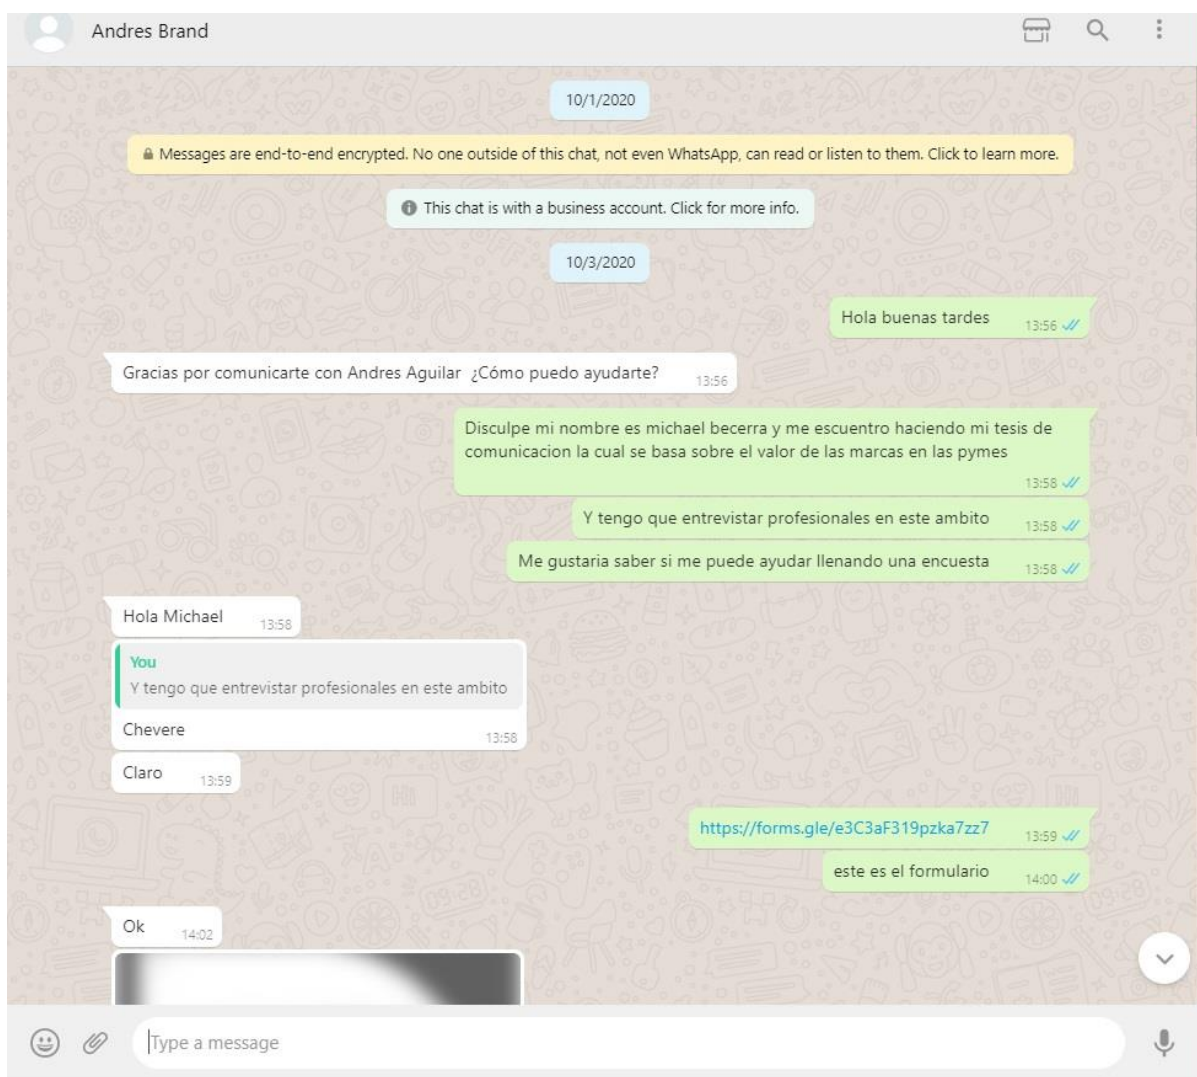 Andres Brand
10/1/2020
Messages are end-to-end encrypted. No one outside of this chat, not even WhatsApp, can read or listen to them. Click to learn more.
This chat is with a business account. Click for more info.
10/3/2020
Hola buenas tardes 13:56
Gracias por comunicarte con Andres Aguilar ¿Cómo puedo ayudarte? 13:56
Disculpe mi nombre es michael becerra y me escuentro haciendo mi tesis de
comunicacion la cual se basa sobre el valor de las marcas en las pymes
13:58
Y tengo que entrevistar profesionales en este ambito 13:58
Me gustaria saber si me puede ayudar llenando una encuesta 13:58
Hola Michael 13:58
You
Y tengo que entrevistar profesionales en este ambito
Chevere 13:58
Claro 13:59
https://forms.gle/e3C3aF319pzka7zz7 13:59
este es el formulario 14:00
Ok 14:02
Type a message